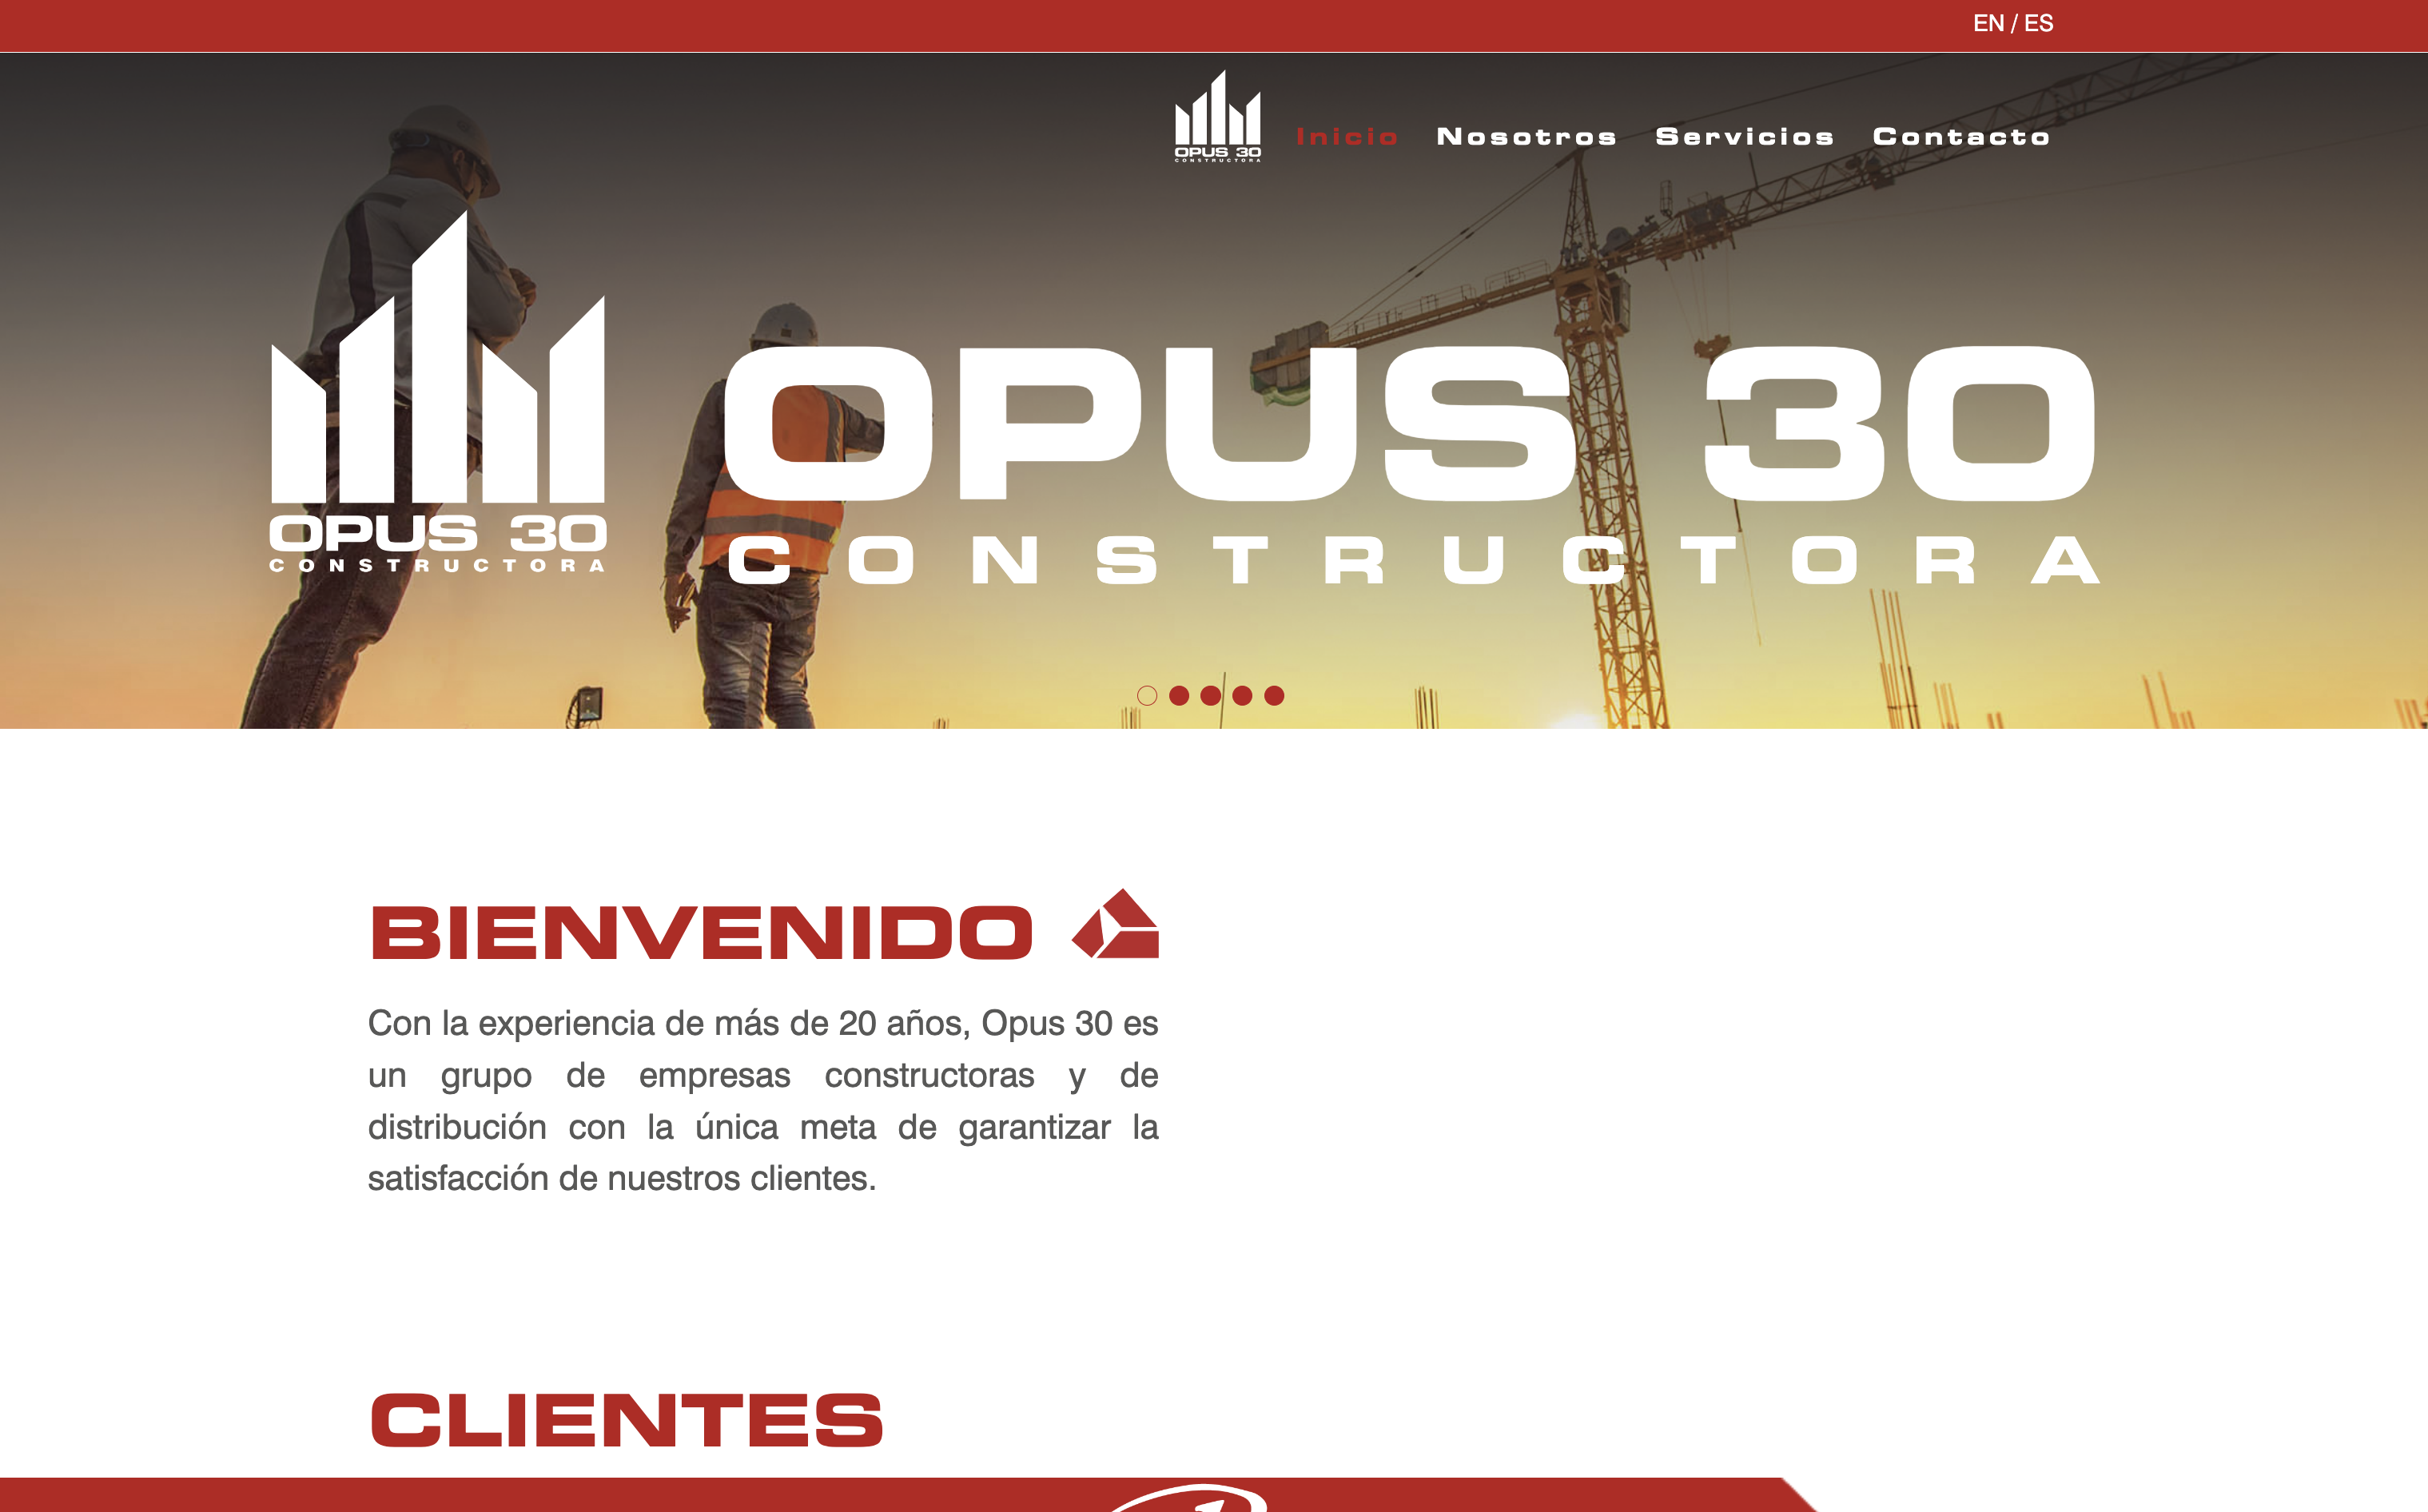 EN / ES
OPUS 30
CONSTRUCTORA
Inicio Nosotros Servicios Contacto
OPUS 30
CONSTRUCTORA
OPUS 30
CONSTRUCTORA
BIENVENIDO
Con la experiencia de más de 20 años, Opus 30 es
un grupo de empresas constructoras y de
distribución con la única meta de garantizar la
satisfacción de nuestros clientes.
CLIENTES